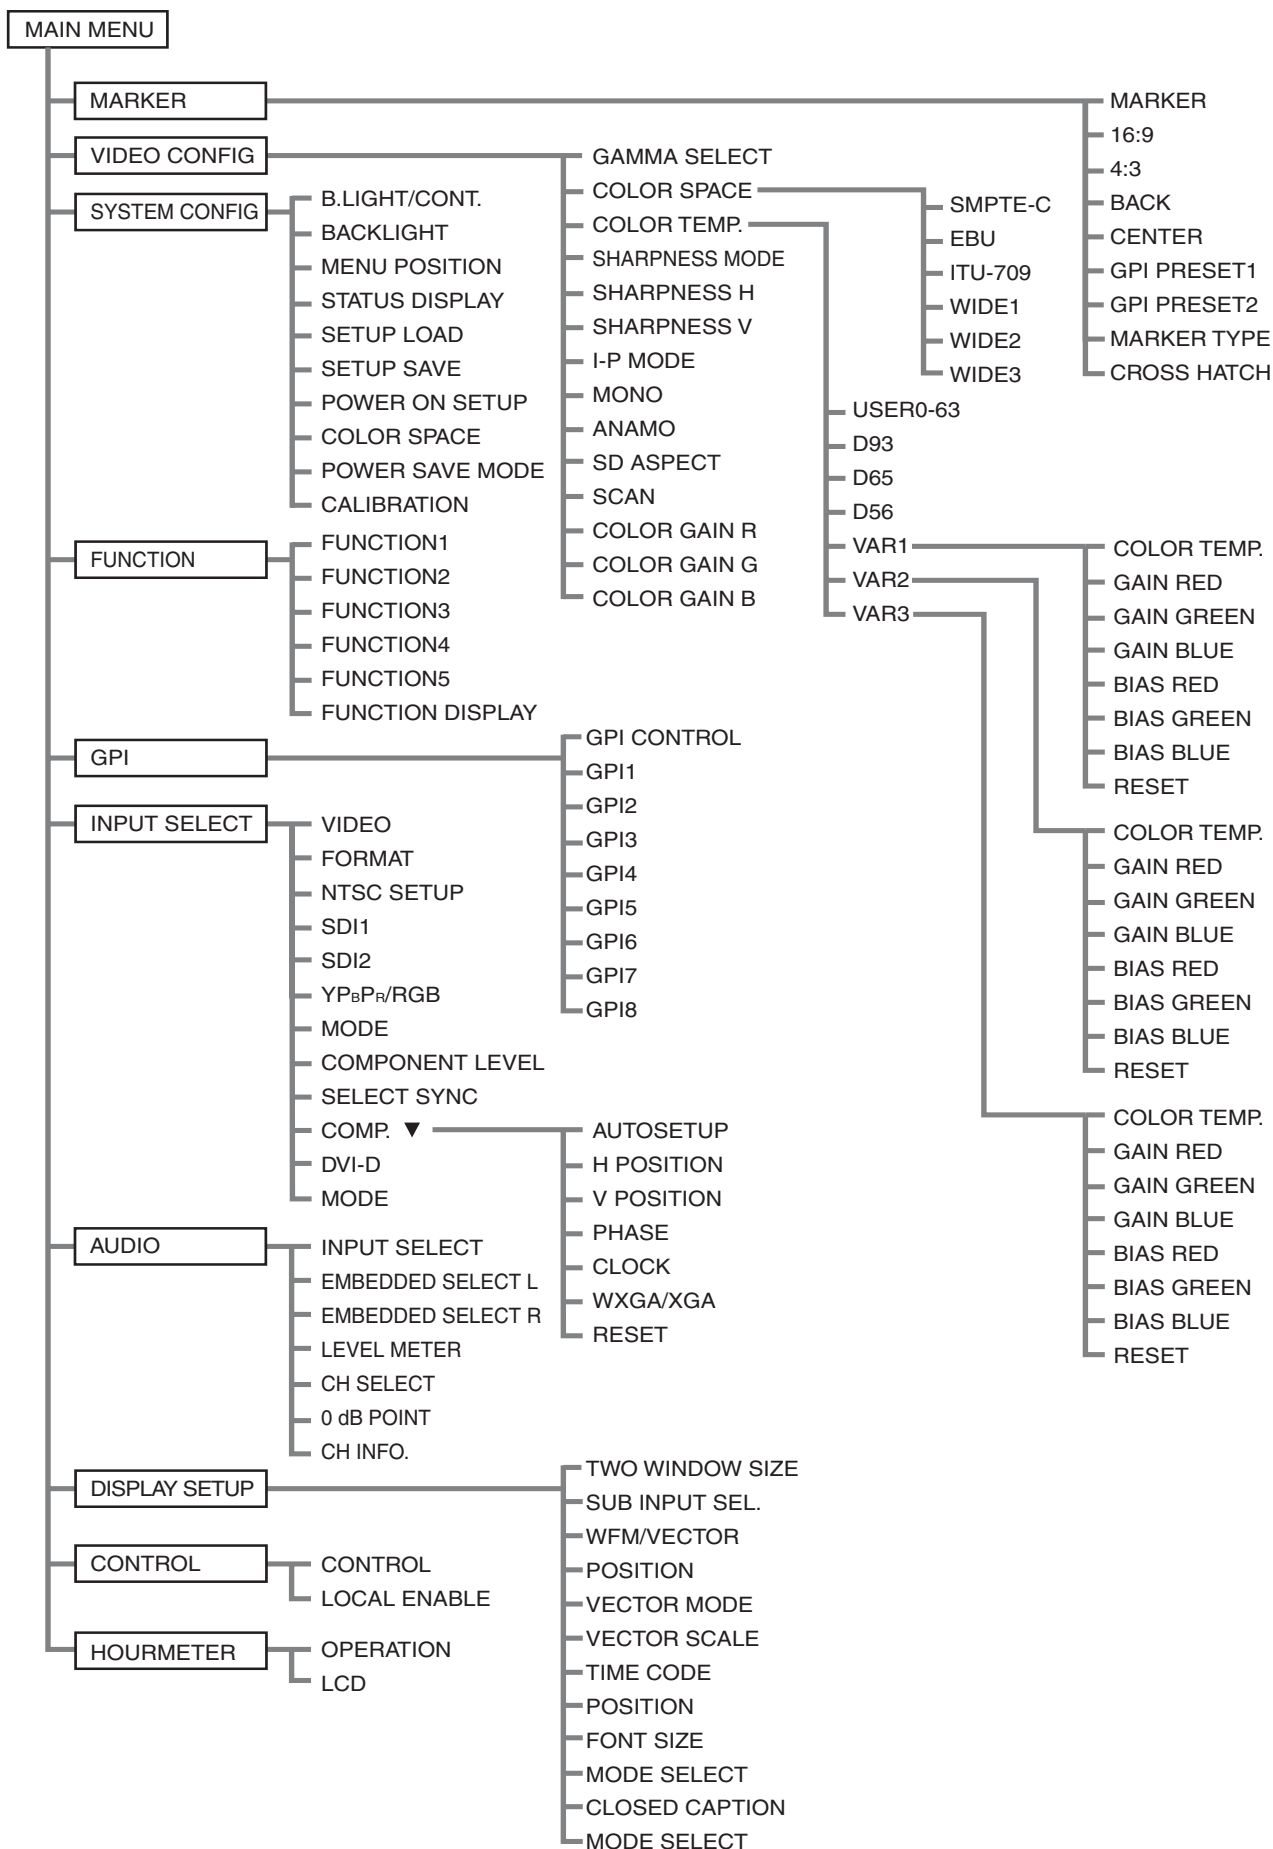 MAIN MENU
MARKER
MARKER
16:9
4:3
BACK
CENTER
GPI PRESET1
GPI PRESET2
MARKER TYPE
CROSS HATCH
VIDEO CONFIG
GAMMA SELECT
COLOR SPACE
SMPTE-C
EBU
ITU-709
WIDE1
WIDE2
WIDE3
COLOR TEMP.
USER0-63
D93
D65
D56
VAR1
COLOR TEMP.
GAIN RED
GAIN GREEN
GAIN BLUE
BIAS RED
BIAS GREEN
BIAS BLUE
RESET
VAR2
COLOR TEMP.
GAIN RED
GAIN GREEN
GAIN BLUE
BIAS RED
BIAS GREEN
BIAS BLUE
RESET
VAR3
COLOR TEMP.
GAIN RED
GAIN GREEN
GAIN BLUE
BIAS RED
BIAS GREEN
BIAS BLUE
RESET
SHARPNESS MODE
SHARPNESS H
SHARPNESS V
I-P MODE
MONO
ANAMO
SD ASPECT
SCAN
COLOR GAIN R
COLOR GAIN G
COLOR GAIN B
SYSTEM CONFIG
B.LIGHT/CONT.
BACKLIGHT
MENU POSITION
STATUS DISPLAY
SETUP LOAD
SETUP SAVE
POWER ON SETUP
COLOR SPACE
POWER SAVE MODE
CALIBRATION
FUNCTION
FUNCTION1
FUNCTION2
FUNCTION3
FUNCTION4
FUNCTION5
FUNCTION DISPLAY
GPI
GPI CONTROL
GPI1
GPI2
GPI3
GPI4
GPI5
GPI6
GPI7
GPI8
INPUT SELECT
VIDEO
FORMAT
NTSC SETUP
SDI1
SDI2
YPBPR/RGB
MODE
COMPONENT LEVEL
SELECT SYNC
COMP. ▼
AUTOSETUP
H POSITION
V POSITION
PHASE
CLOCK
WXGA/XGA
RESET
DVI-D
MODE
AUDIO
INPUT SELECT
EMBEDDED SELECT L
EMBEDDED SELECT R
LEVEL METER
CH SELECT
0 dB POINT
CH INFO.
DISPLAY SETUP
TWO WINDOW SIZE
SUB INPUT SEL.
WFM/VECTOR
POSITION
VECTOR MODE
VECTOR SCALE
TIME CODE
POSITION
FONT SIZE
MODE SELECT
CLOSED CAPTION
MODE SELECT
CONTROL
CONTROL
LOCAL ENABLE
HOURMETER
OPERATION
LCD